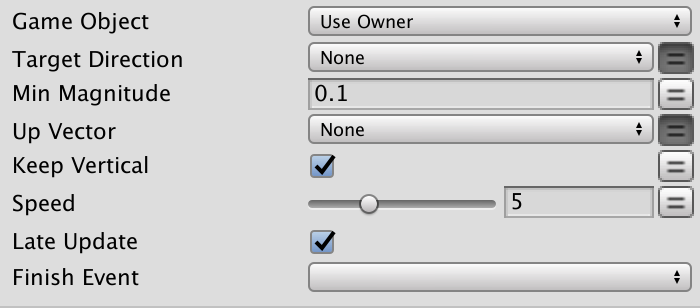 Game Object Use Owner
Target Direction None
Min Magnitude 0.1
Up Vector None
Keep Vertical
Speed 5
Late Update
Finish Event